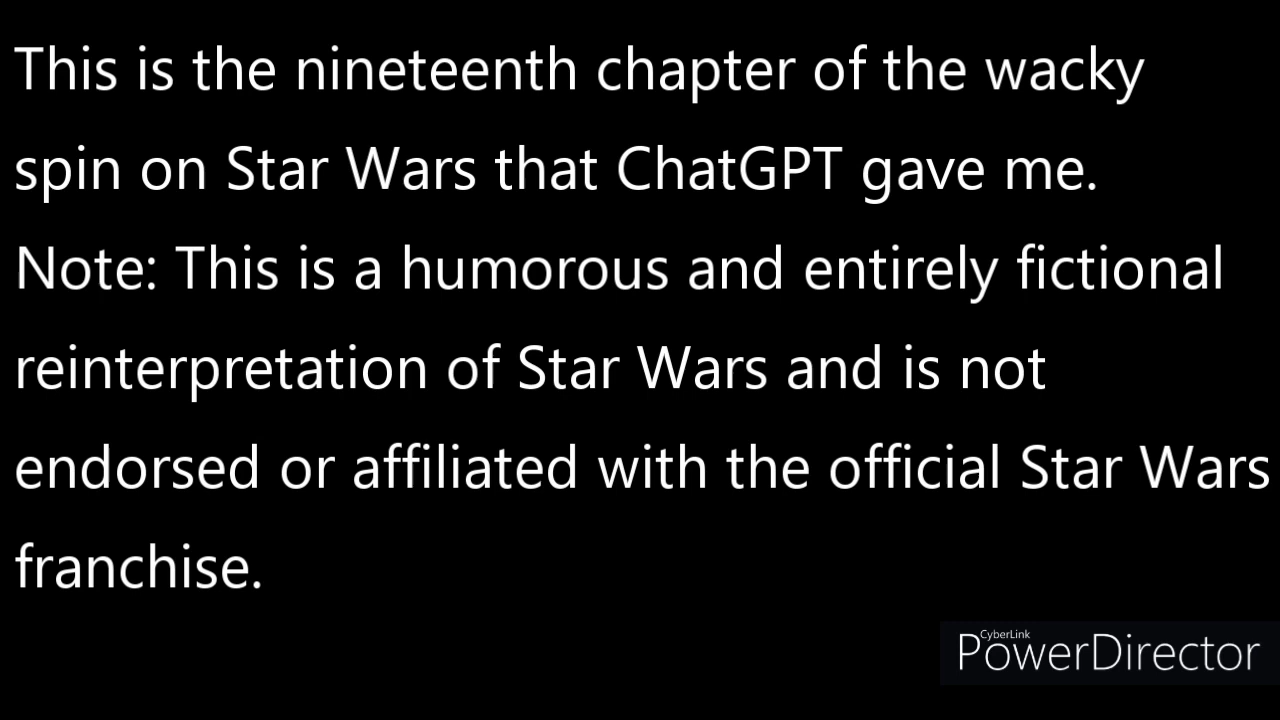 This is the nineteenth chapter of the wacky
spin on Star Wars that ChatGPT gave me.
Note: This is a humorous and entirely fictional
reinterpretation of Star Wars and is not
endorsed or affiliated with the official Star Wars
franchise.
CyberLink
PowerDirector